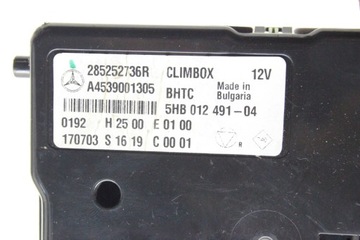 285252736R CLIMBOX 12V
A4539001305 BHTC Made in Bulgaria
5HB 012 491-04
0192 H 25 00 E 01 00
170703 S 16 19 C 00 01
R